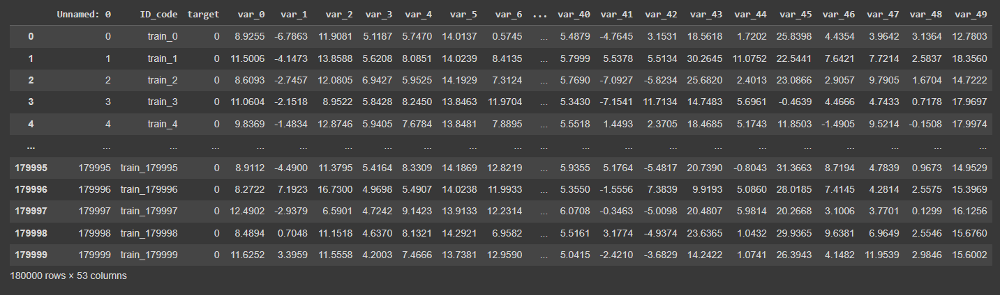 Unnamed: 0 ID_code target var_0 var_1 var_2 var_3 var_4 var_5 var_6 ... var_40 var_41 var_42 var_43 var_44 var_45 var_46 var_47 var_48 var_49
0 0 train_0 0 8.9255 -6.7863 11.9081 5.1187 5.7470 14.0137 0.5745 ... 5.4879 -4.7645 3.1531 18.5618 1.7202 25.8398 4.4354 3.9642 3.1364 12.7803
1 1 train_1 0 11.5006 -4.1473 13.8588 5.6208 8.0851 14.0239 8.4135 ... 5.7999 5.5378 5.5134 30.2645 11.0752 22.5441 7.6421 7.7214 2.5837 18.3560
2 2 train_2 0 8.6093 -2.7457 12.0805 6.9427 5.9525 14.1929 7.3124 ... 5.7690 -7.0927 -5.8234 25.6820 2.4013 23.0866 2.9057 9.7905 1.6704 14.7222
3 3 train_3 0 11.0604 -2.1518 8.9522 5.8428 8.2450 13.8463 11.9704 ... 5.3430 -7.1541 11.7134 14.7483 5.6961 -0.4639 4.4666 4.7433 0.7178 17.9697
4 4 train_4 0 9.8369 -1.4834 12.8746 5.9405 7.6784 13.8481 7.8895 ... 5.5518 1.4493 2.3705 18.4685 5.1743 11.8503 -1.4905 9.5214 -0.1508 17.9974
... ... ... ... ... ... ... ... ... ... ... ... ... ... ... ... ... ... ... ... ... ...
179995 179995 train_179995 0 8.9112 -4.4900 11.3795 5.4164 8.3309 14.1869 12.8219 ... 5.9355 5.1764 -5.4817 20.7390 -0.8043 31.3663 8.7194 4.7839 0.9673 14.9529
179996 179996 train_179996 0 8.2722 7.1923 16.7300 4.9698 5.4907 14.0238 11.9933 ... 5.3550 -1.5556 7.3839 9.9193 5.0860 28.0185 7.4145 4.2814 2.5575 15.3969
179997 179997 train_179997 0 12.4902 -2.9379 6.5901 4.7242 9.1423 13.9133 12.2314 ... 6.0708 -0.3463 -5.0098 20.4807 5.9814 20.2668 3.1006 3.7701 0.1299 16.1256
179998 179998 train_179998 0 8.4894 0.7048 11.1518 4.6370 8.1321 14.2921 6.9582 ... 5.5161 3.1774 -4.9374 23.6365 1.0432 29.9365 9.6381 6.9649 2.5546 15.6760
179999 179999 train_179999 0 11.6252 3.3959 11.5558 4.2003 7.4666 13.7381 12.9590 ... 5.0415 -2.4210 -3.6829 14.2422 1.0741 26.3943 4.1482 11.9539 2.9846 15.6002
180000 rows × 53 columns